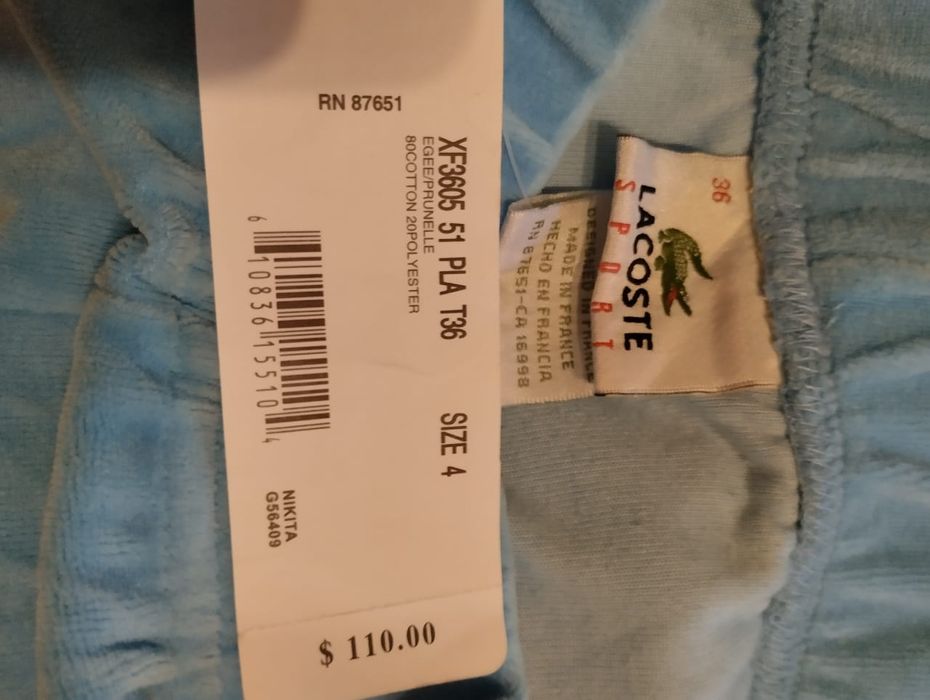 RN 87651
XF3605 51 PLA T36 SIZE 4
EGEE/PRUNELLE
80COTTON 20POLYESTER
6 10836 15510 4
NIKITA
G56409
$ 110.00
36
LACOSTE
SPORT
DESIGNED IN FRANCE
MADE IN FRANCE
HECHO EN FRANCIA
RN 87651-CA 16998